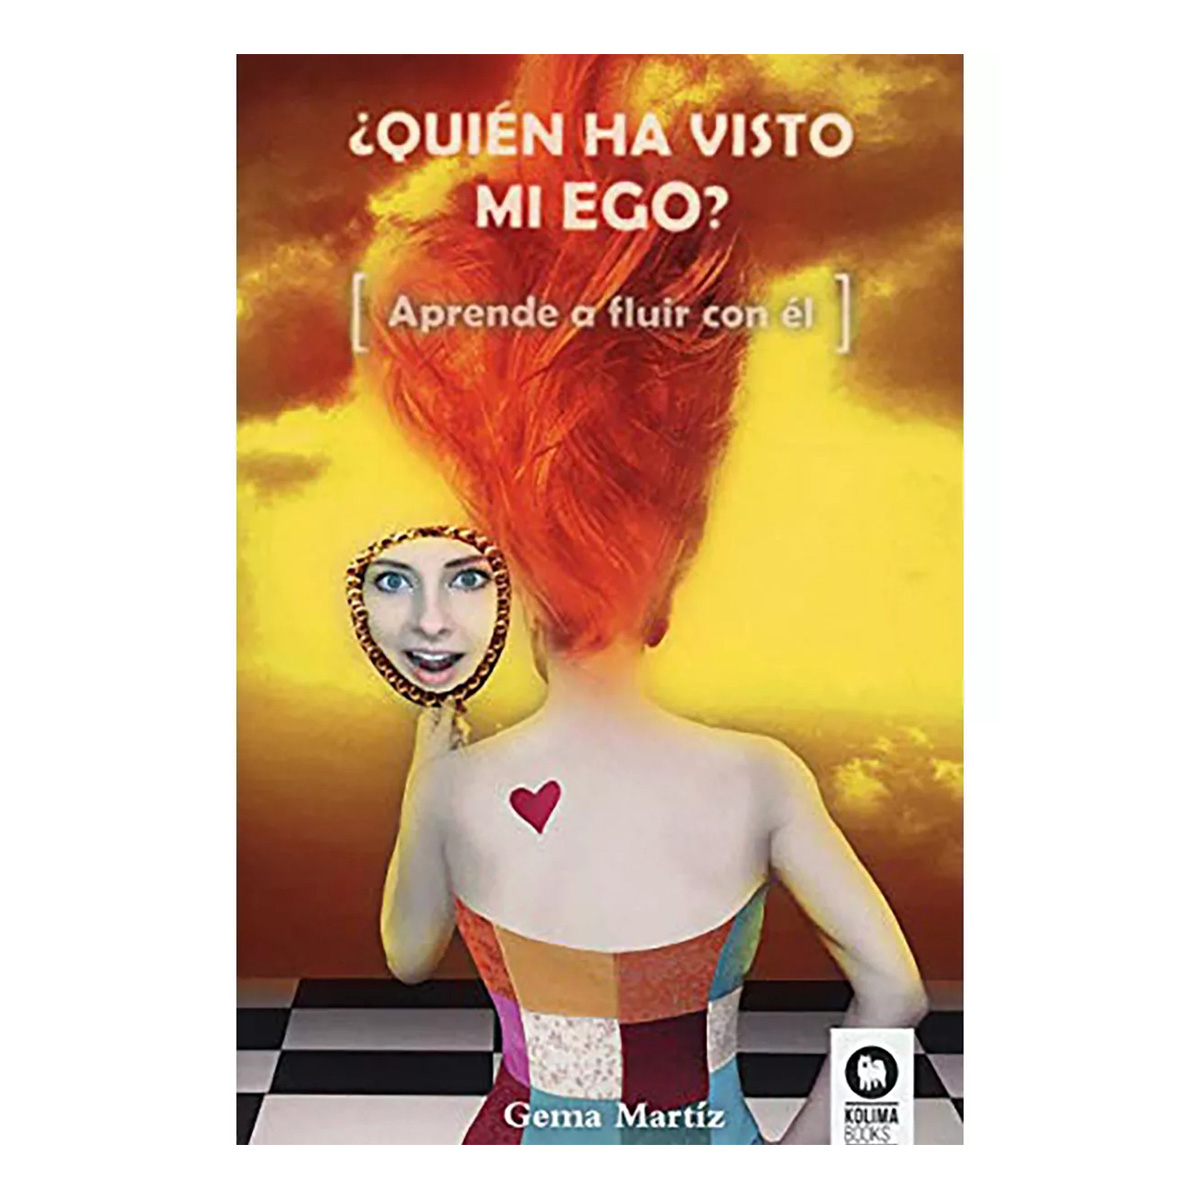 ¿QUIÉN HA VISTO
MI EGO?
[ Aprende a fluir con él ]
Gema Martíz
KOLIMA
BOOKS